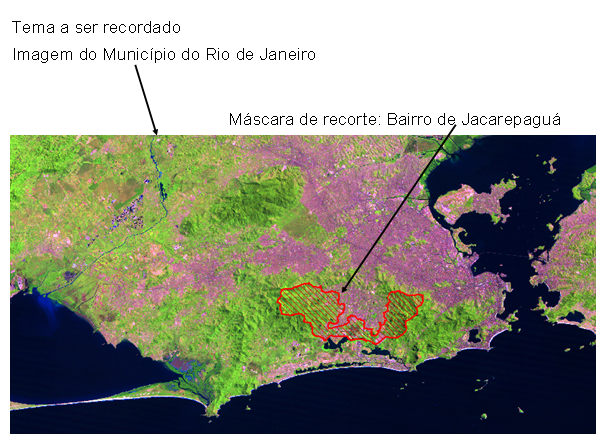 Tema a ser recordado
Imagem do Município do Rio de Janeiro
Máscara de recorte: Bairro de Jacarepaguá